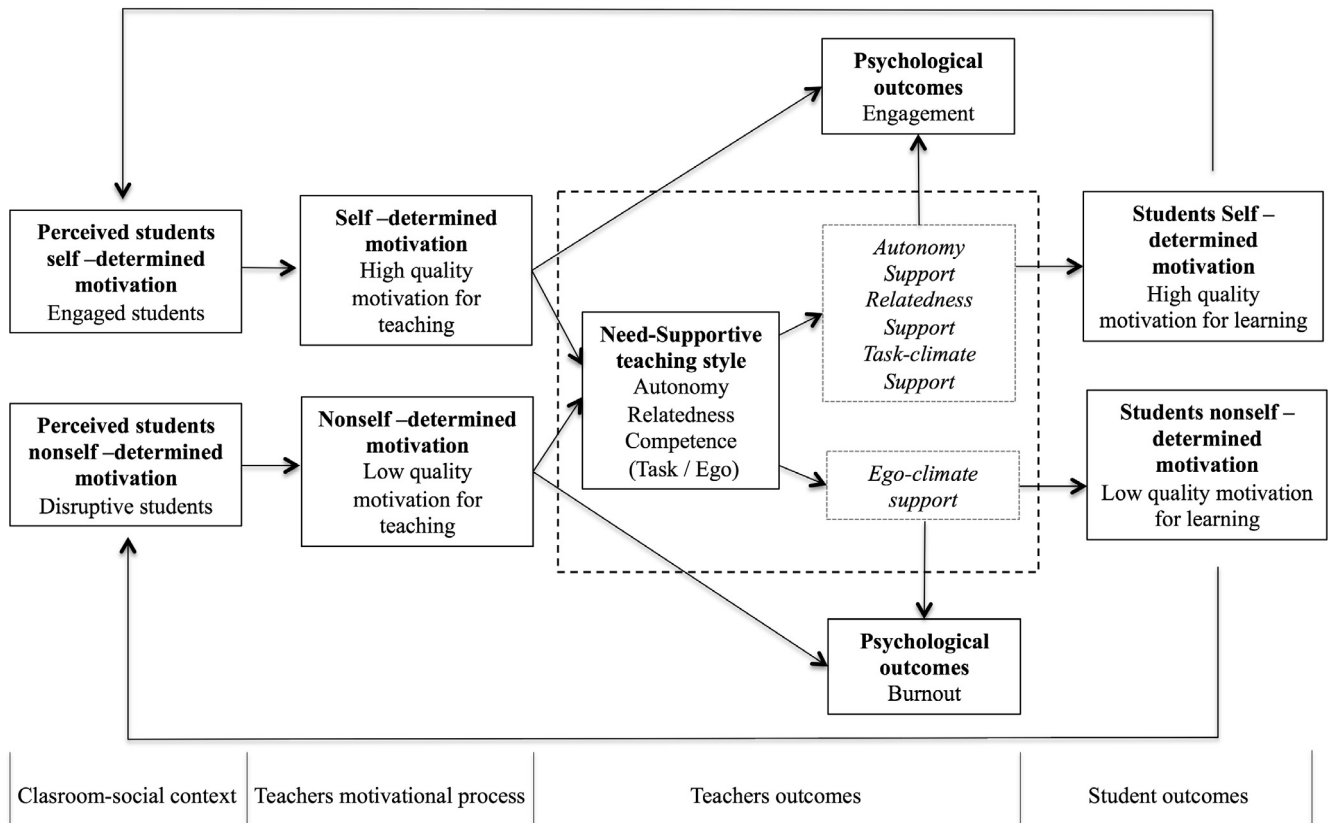 Psychological
outcomes
Engagement
Perceived students
self –determined
motivation
Engaged students
Self –determined
motivation
High quality
motivation for
teaching
Need-Supportive
teaching style
Autonomy
Relatedness
Competence
(Task / Ego)
Autonomy
Support
Relatedness
Support
Task-climate
Support
Students Self –
determined
motivation
High quality
motivation for learning
Perceived students
nonself –determined
motivation
Disruptive students
Nonself –determined
motivation
Low quality
motivation for
teaching
Ego-climate
support
Students nonself –
determined
motivation
Low quality motivation
for learning
Psychological
outcomes
Burnout
Clasroom-social context
Teachers motivational process
Teachers outcomes
Student outcomes